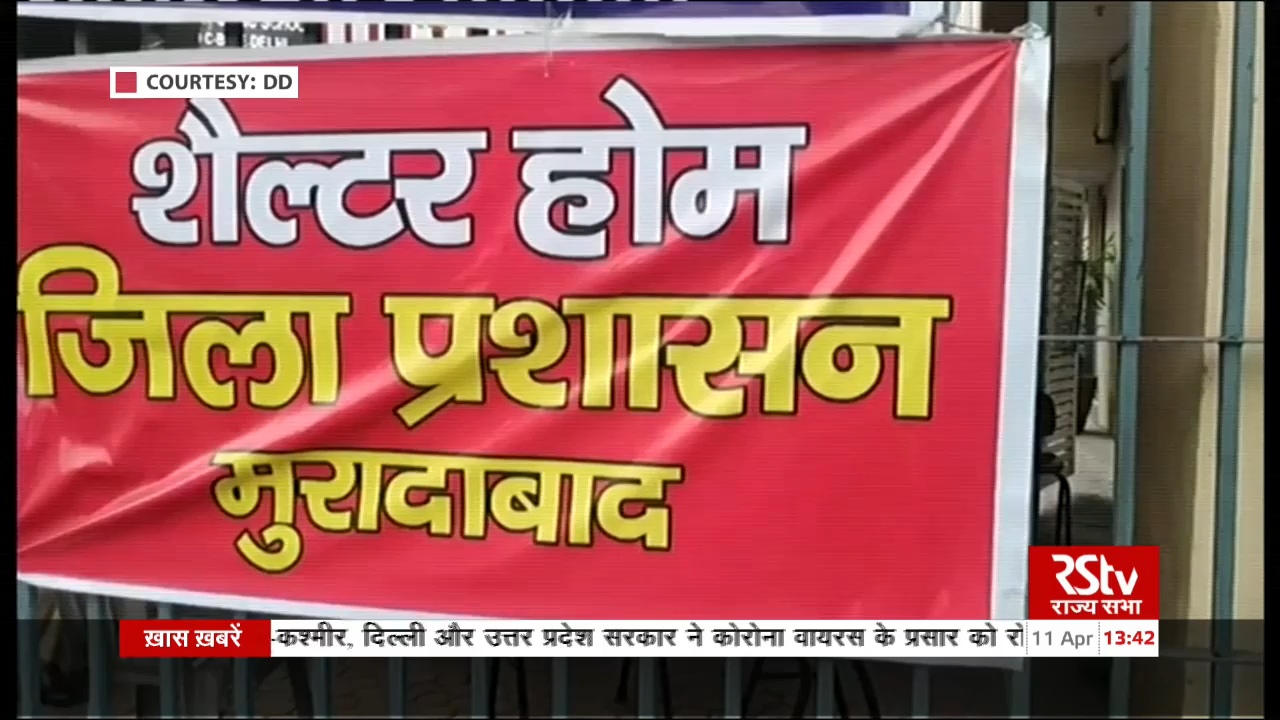 COURTESY: DD
शैल्टर होम
जिला प्रशासन
मुरादाबाद
RStv
राज्य सभा
ख़ास ख़बरें
-कश्मीर, दिल्ली और उत्तर प्रदेश सरकार ने कोरोना वायरस के प्रसार को रो
11 Apr 13:42